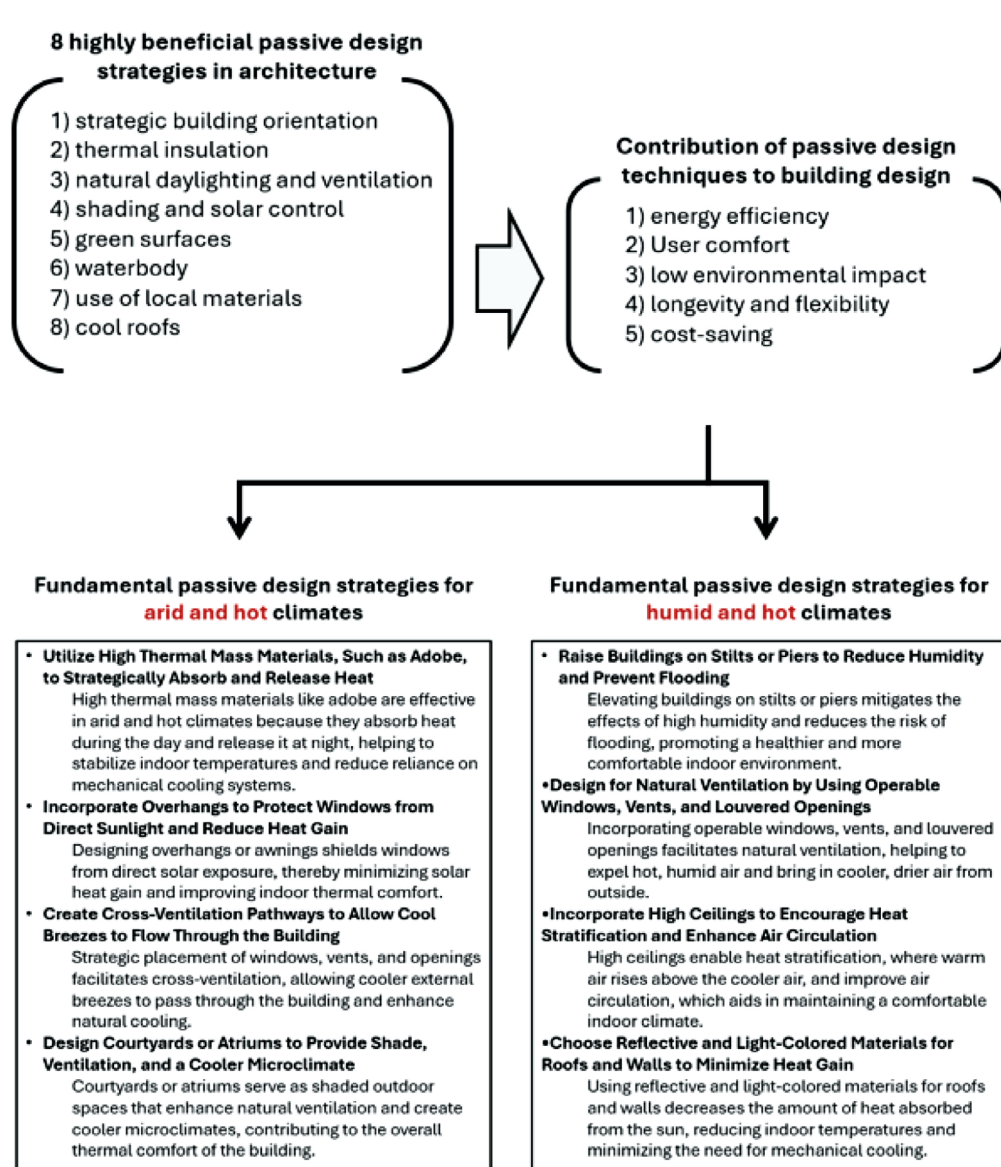 8 highly beneficial passive design
strategies in architecture
1) strategic building orientation
2) thermal insulation
3) natural daylighting and ventilation
4) shading and solar control
5) green surfaces
6) waterbody
7) use of local materials
8) cool roofs
Contribution of passive design
techniques to building design
1) energy efficiency
2) User comfort
3) low environmental impact
4) longevity and flexibility
5) cost-saving
Fundamental passive design strategies for
arid and hot climates
• Utilize High Thermal Mass Materials, Such as Adobe,
to Strategically Absorb and Release Heat
High thermal mass materials like adobe are effective
in arid and hot climates because they absorb heat
during the day and release it at night, helping to
stabilize indoor temperatures and reduce reliance on
mechanical cooling systems.
• Incorporate Overhangs to Protect Windows from
Direct Sunlight and Reduce Heat Gain
Designing overhangs or awnings shields windows
from direct solar exposure, thereby minimizing solar
heat gain and improving indoor thermal comfort.
• Create Cross-Ventilation Pathways to Allow Cool
Breezes to Flow Through the Building
Strategic placement of windows, vents, and openings
facilitates cross-ventilation, allowing cooler external
breezes to pass through the building and enhance
natural cooling.
• Design Courtyards or Atriums to Provide Shade,
Ventilation, and a Cooler Microclimate
Courtyards or atriums serve as shaded outdoor
spaces that enhance natural ventilation and create
cooler microclimates, contributing to the overall
thermal comfort of the building.
Fundamental passive design strategies for
humid and hot climates
• Raise Buildings on Stilts or Piers to Reduce Humidity
and Prevent Flooding
Elevating buildings on stilts or piers mitigates the
effects of high humidity and reduces the risk of
flooding, promoting a healthier and more
comfortable indoor environment.
•Design for Natural Ventilation by Using Operable
Windows, Vents, and Louvered Openings
Incorporating operable windows, vents, and louvered
openings facilitates natural ventilation, helping to
expel hot, humid air and bring in cooler, drier air from
outside.
•Incorporate High Ceilings to Encourage Heat
Stratification and Enhance Air Circulation
High ceilings enable heat stratification, where warm
air rises above the cooler air, and improve air
circulation, which aids in maintaining a comfortable
indoor climate.
•Choose Reflective and Light-Colored Materials for
Roofs and Walls to Minimize Heat Gain
Using reflective and light-colored materials for roofs
and walls decreases the amount of heat absorbed
from the sun, reducing indoor temperatures and
minimizing the need for mechanical cooling.